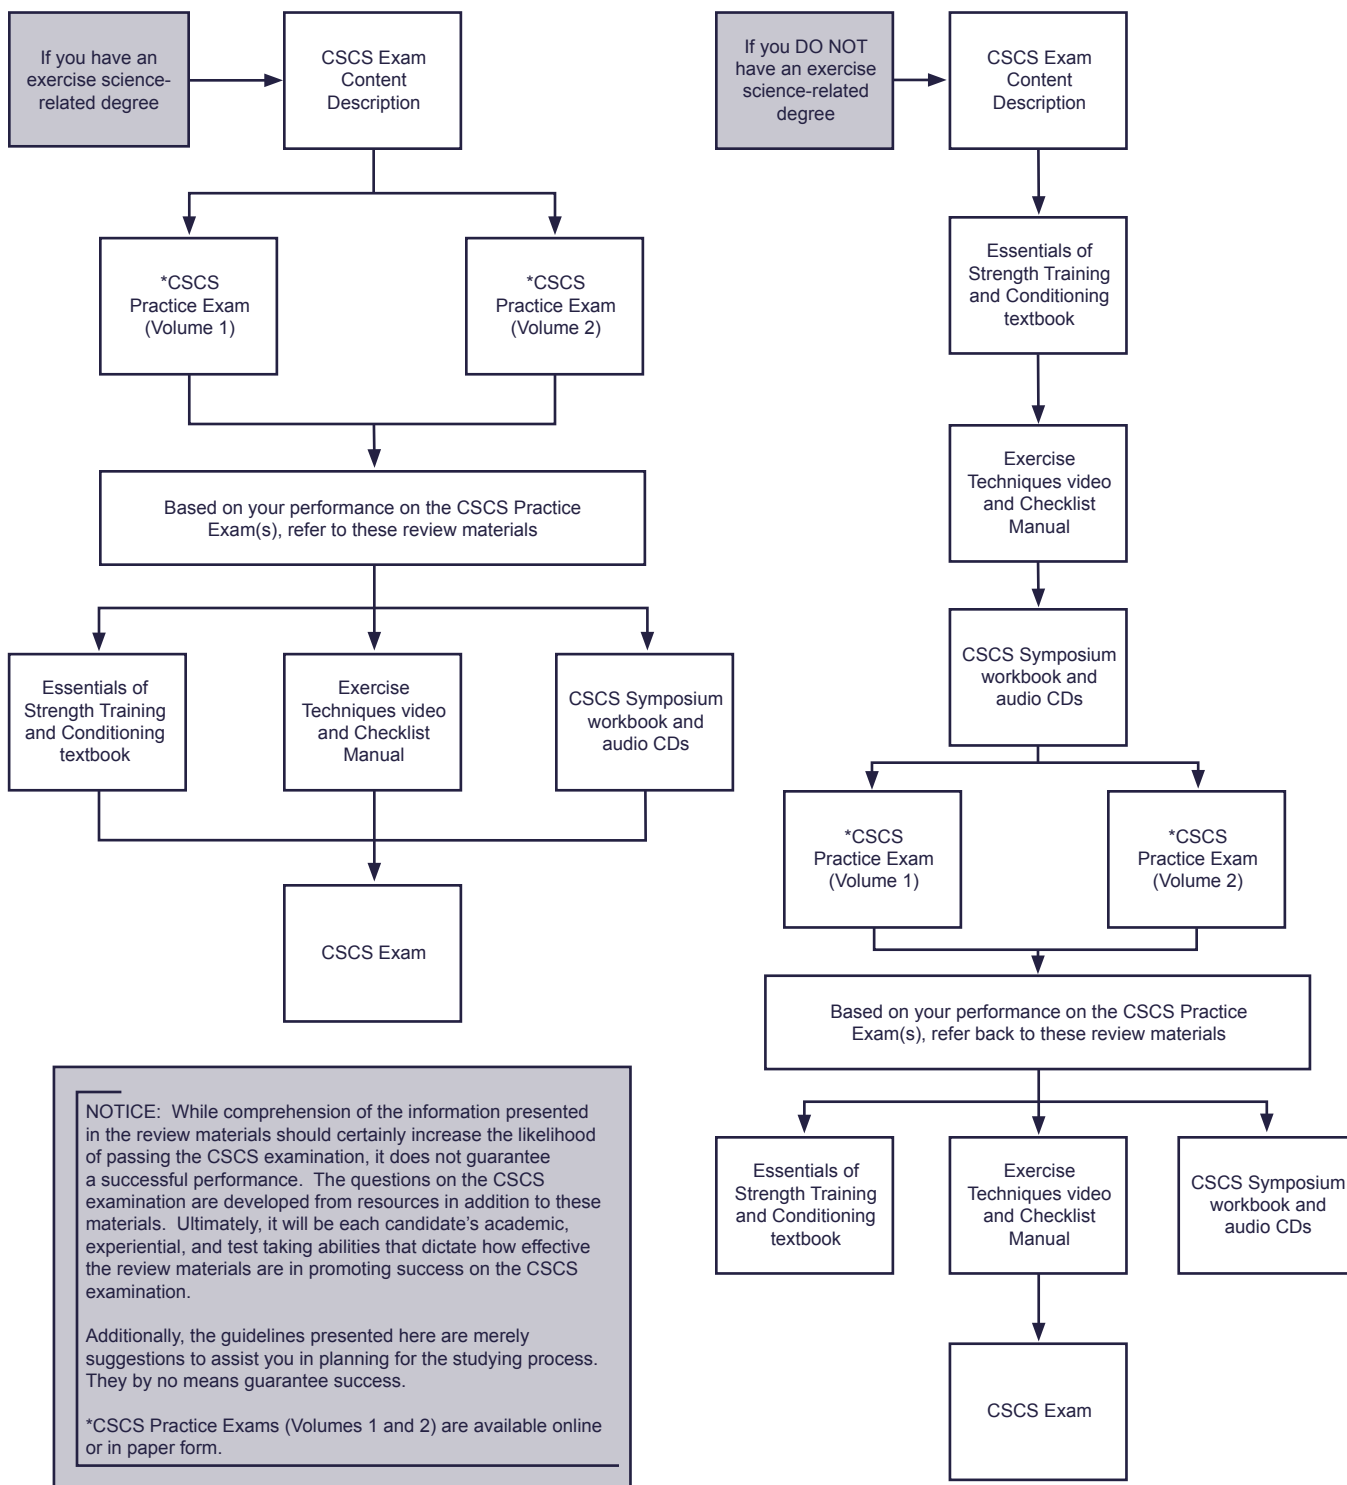 If you have an
exercise science-
related degree
CSCS Exam
Content
Description
*CSCS
Practice Exam
(Volume 1)
*CSCS
Practice Exam
(Volume 2)
Based on your performance on the CSCS Practice
Exam(s), refer to these review materials
Essentials of
Strength Training
and Conditioning
textbook
Exercise
Techniques video
and Checklist
Manual
CSCS Symposium
workbook and
audio CDs
CSCS Exam
NOTICE:  While comprehension of the information presented
in the review materials should certainly increase the likelihood
of passing the CSCS examination, it does not guarantee
a successful performance.  The questions on the CSCS
examination are developed from resources in addition to these
materials.  Ultimately, it will be each candidate’s academic,
experiential, and test taking abilities that dictate how effective
the review materials are in promoting success on the CSCS
examination.
Additionally, the guidelines presented here are merely
suggestions to assist you in planning for the studying process.
They by no means guarantee success.
*CSCS Practice Exams (Volumes 1 and 2) are available online
or in paper form.
If you DO NOT
have an exercise
science-related
degree
CSCS Exam
Content
Description
Essentials of
Strength Training
and Conditioning
textbook
Exercise
Techniques video
and Checklist
Manual
CSCS Symposium
workbook and
audio CDs
*CSCS
Practice Exam
(Volume 1)
*CSCS
Practice Exam
(Volume 2)
Based on your performance on the CSCS Practice
Exam(s), refer back to these review materials
Essentials of
Strength Training
and Conditioning
textbook
Exercise
Techniques video
and Checklist
Manual
CSCS Symposium
workbook and
audio CDs
CSCS Exam